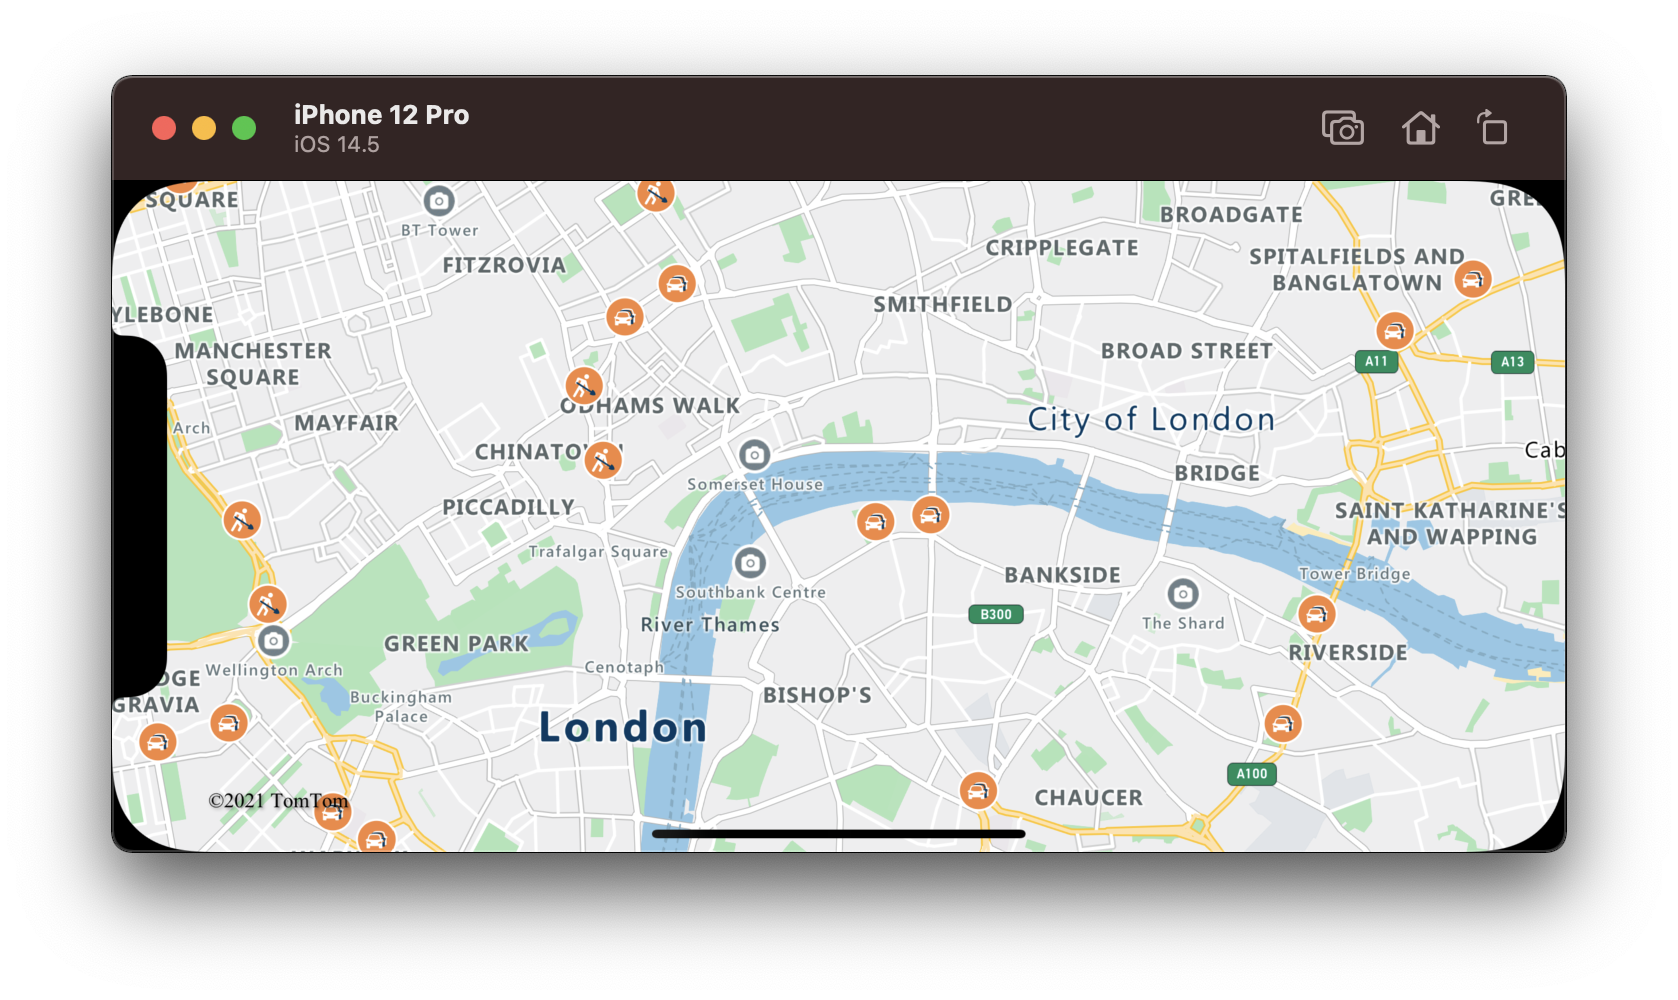 iPhone 12 Pro
iOS 14.5
SQUARE
BT Tower
FITZROVIA
CRIPPLEGATE
BROADGATE
SPITALFIELDS AND
BANGLATOWN
YLEBONE
SMITHFIELD
MANCHESTER
SQUARE
BROAD STREET
A11
A13
MAYFAIR
Arch
ODHAMS WALK
City of London
CHINATO
Somerset House
BRIDGE
Cab
PICCADILLY
SAINT KATHARINE'S
AND WAPPING
Trafalgar Square
Southbank Centre
BANKSIDE
Tower Bridge
River Thames
B300
The Shard
GREEN PARK
Cenotaph
RIVERSIDE
Wellington Arch
DGE
GRAVIA
Buckingham
Palace
BISHOP'S
London
A100
©2021 TomTom
CHAUCER